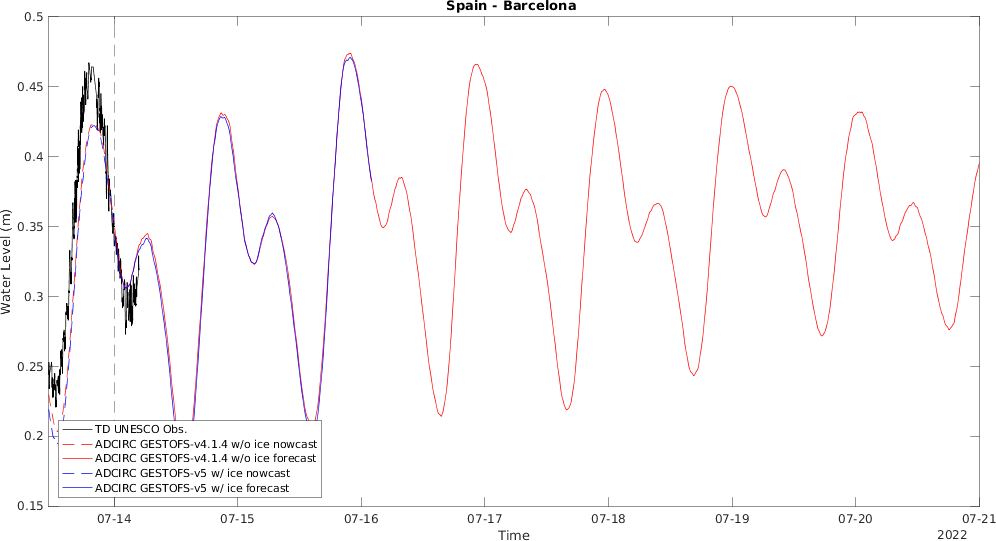 Spain - Barcelona
0.5
0.45
0.4
0.35
0.3
0.25
0.2
0.15
Water Level (m)
TD UNESCO Obs.
ADCIRC GESTOFS-v4.1.4 w/o ice nowcast
ADCIRC GESTOFS-v4.1.4 w/o ice forecast
ADCIRC GESTOFS-v5 w/ ice nowcast
ADCIRC GESTOFS-v5 w/ ice forecast
07-14 07-15 07-16 07-17 07-18 07-19 07-20 07-21
Time
2022